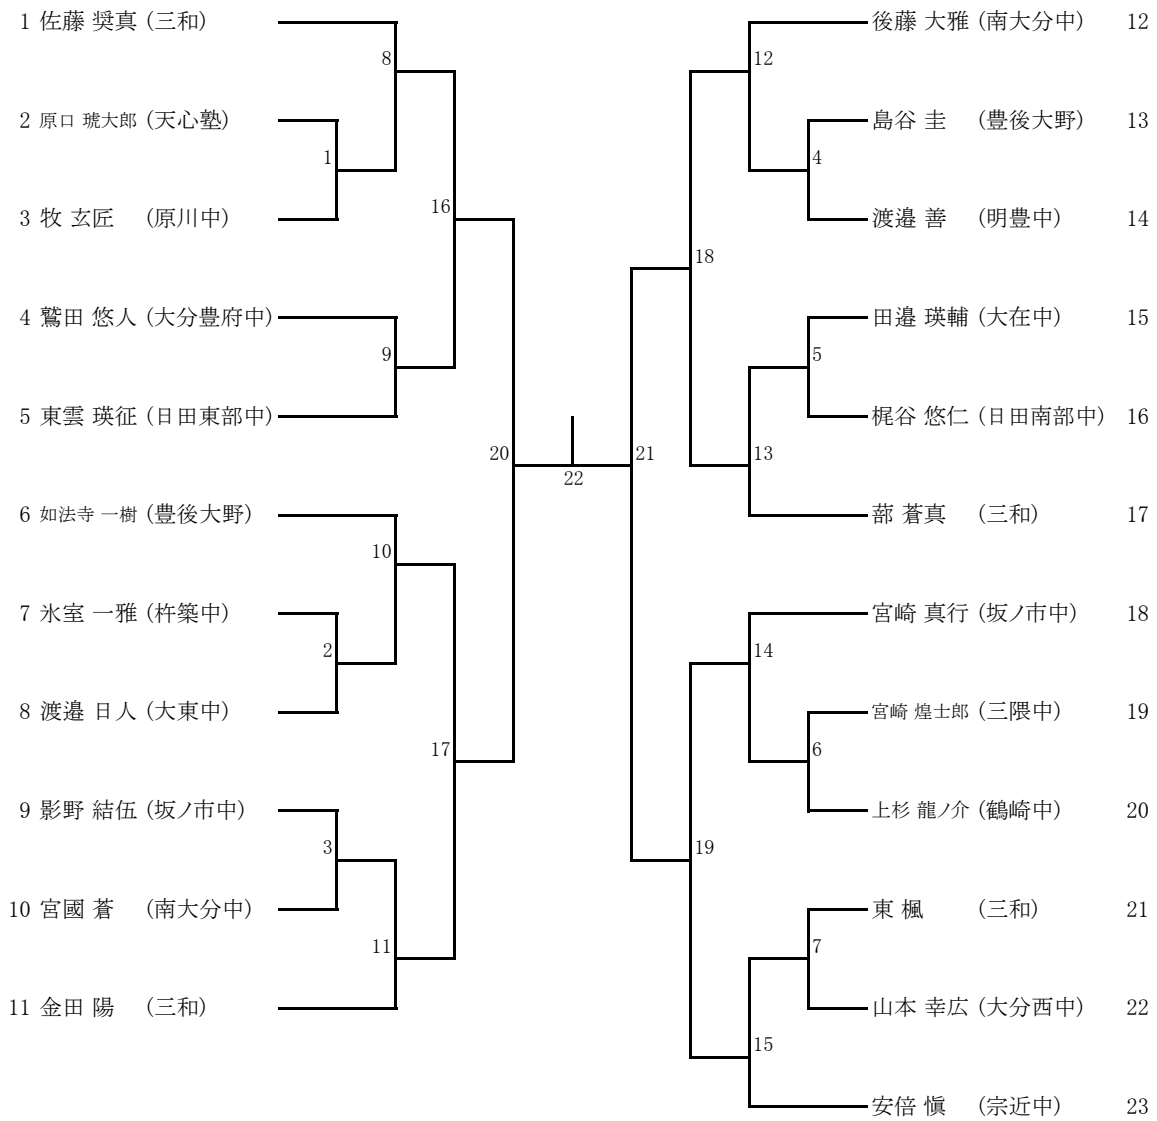 1 佐藤 奨真 (三和)
8
2 原口 琥大郎 (天心塾)
1
3 牧 玄匠 (原川中)
16
4 鷲田 悠人 (大分豊府中)
9
5 東雲 瑛征 (日田東部中)
20
22
6 如法寺 一樹 (豊後大野)
10
7 氷室 一雅 (杵築中)
2
8 渡邉 日人 (大東中)
17
9 影野 結伍 (坂ノ市中)
3
10 宮國 蒼 (南大分中)
11
11 金田 陽 (三和)
後藤 大雅 (南大分中) 12
12
島谷 圭 (豊後大野) 13
4
渡邉 善 (明豊中) 14
18
田邉 瑛輔 (大在中) 15
5
梶谷 悠仁 (日田南部中) 16
21
13
蔀 蒼真 (三和) 17
宮崎 真行 (坂ノ市中) 18
14
宮崎 煌士郎 (三隈中) 19
6
上杉 龍ノ介 (鶴崎中) 20
19
東 楓 (三和) 21
7
山本 幸広 (大分西中) 22
15
安倍 愼 (宗近中) 23